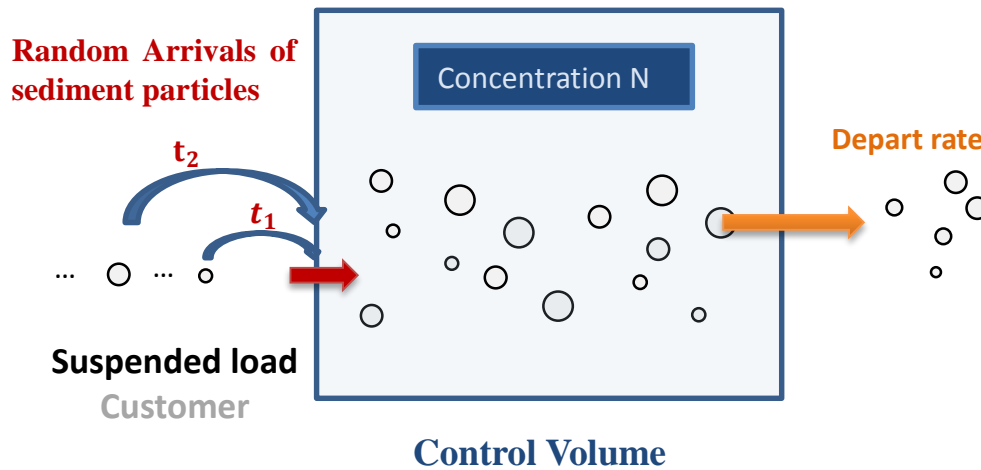 Random Arrivals of
sediment particles
Concentration N
t₂
t₁
Depart rate
... ...
Suspended load
Customer
Control Volume